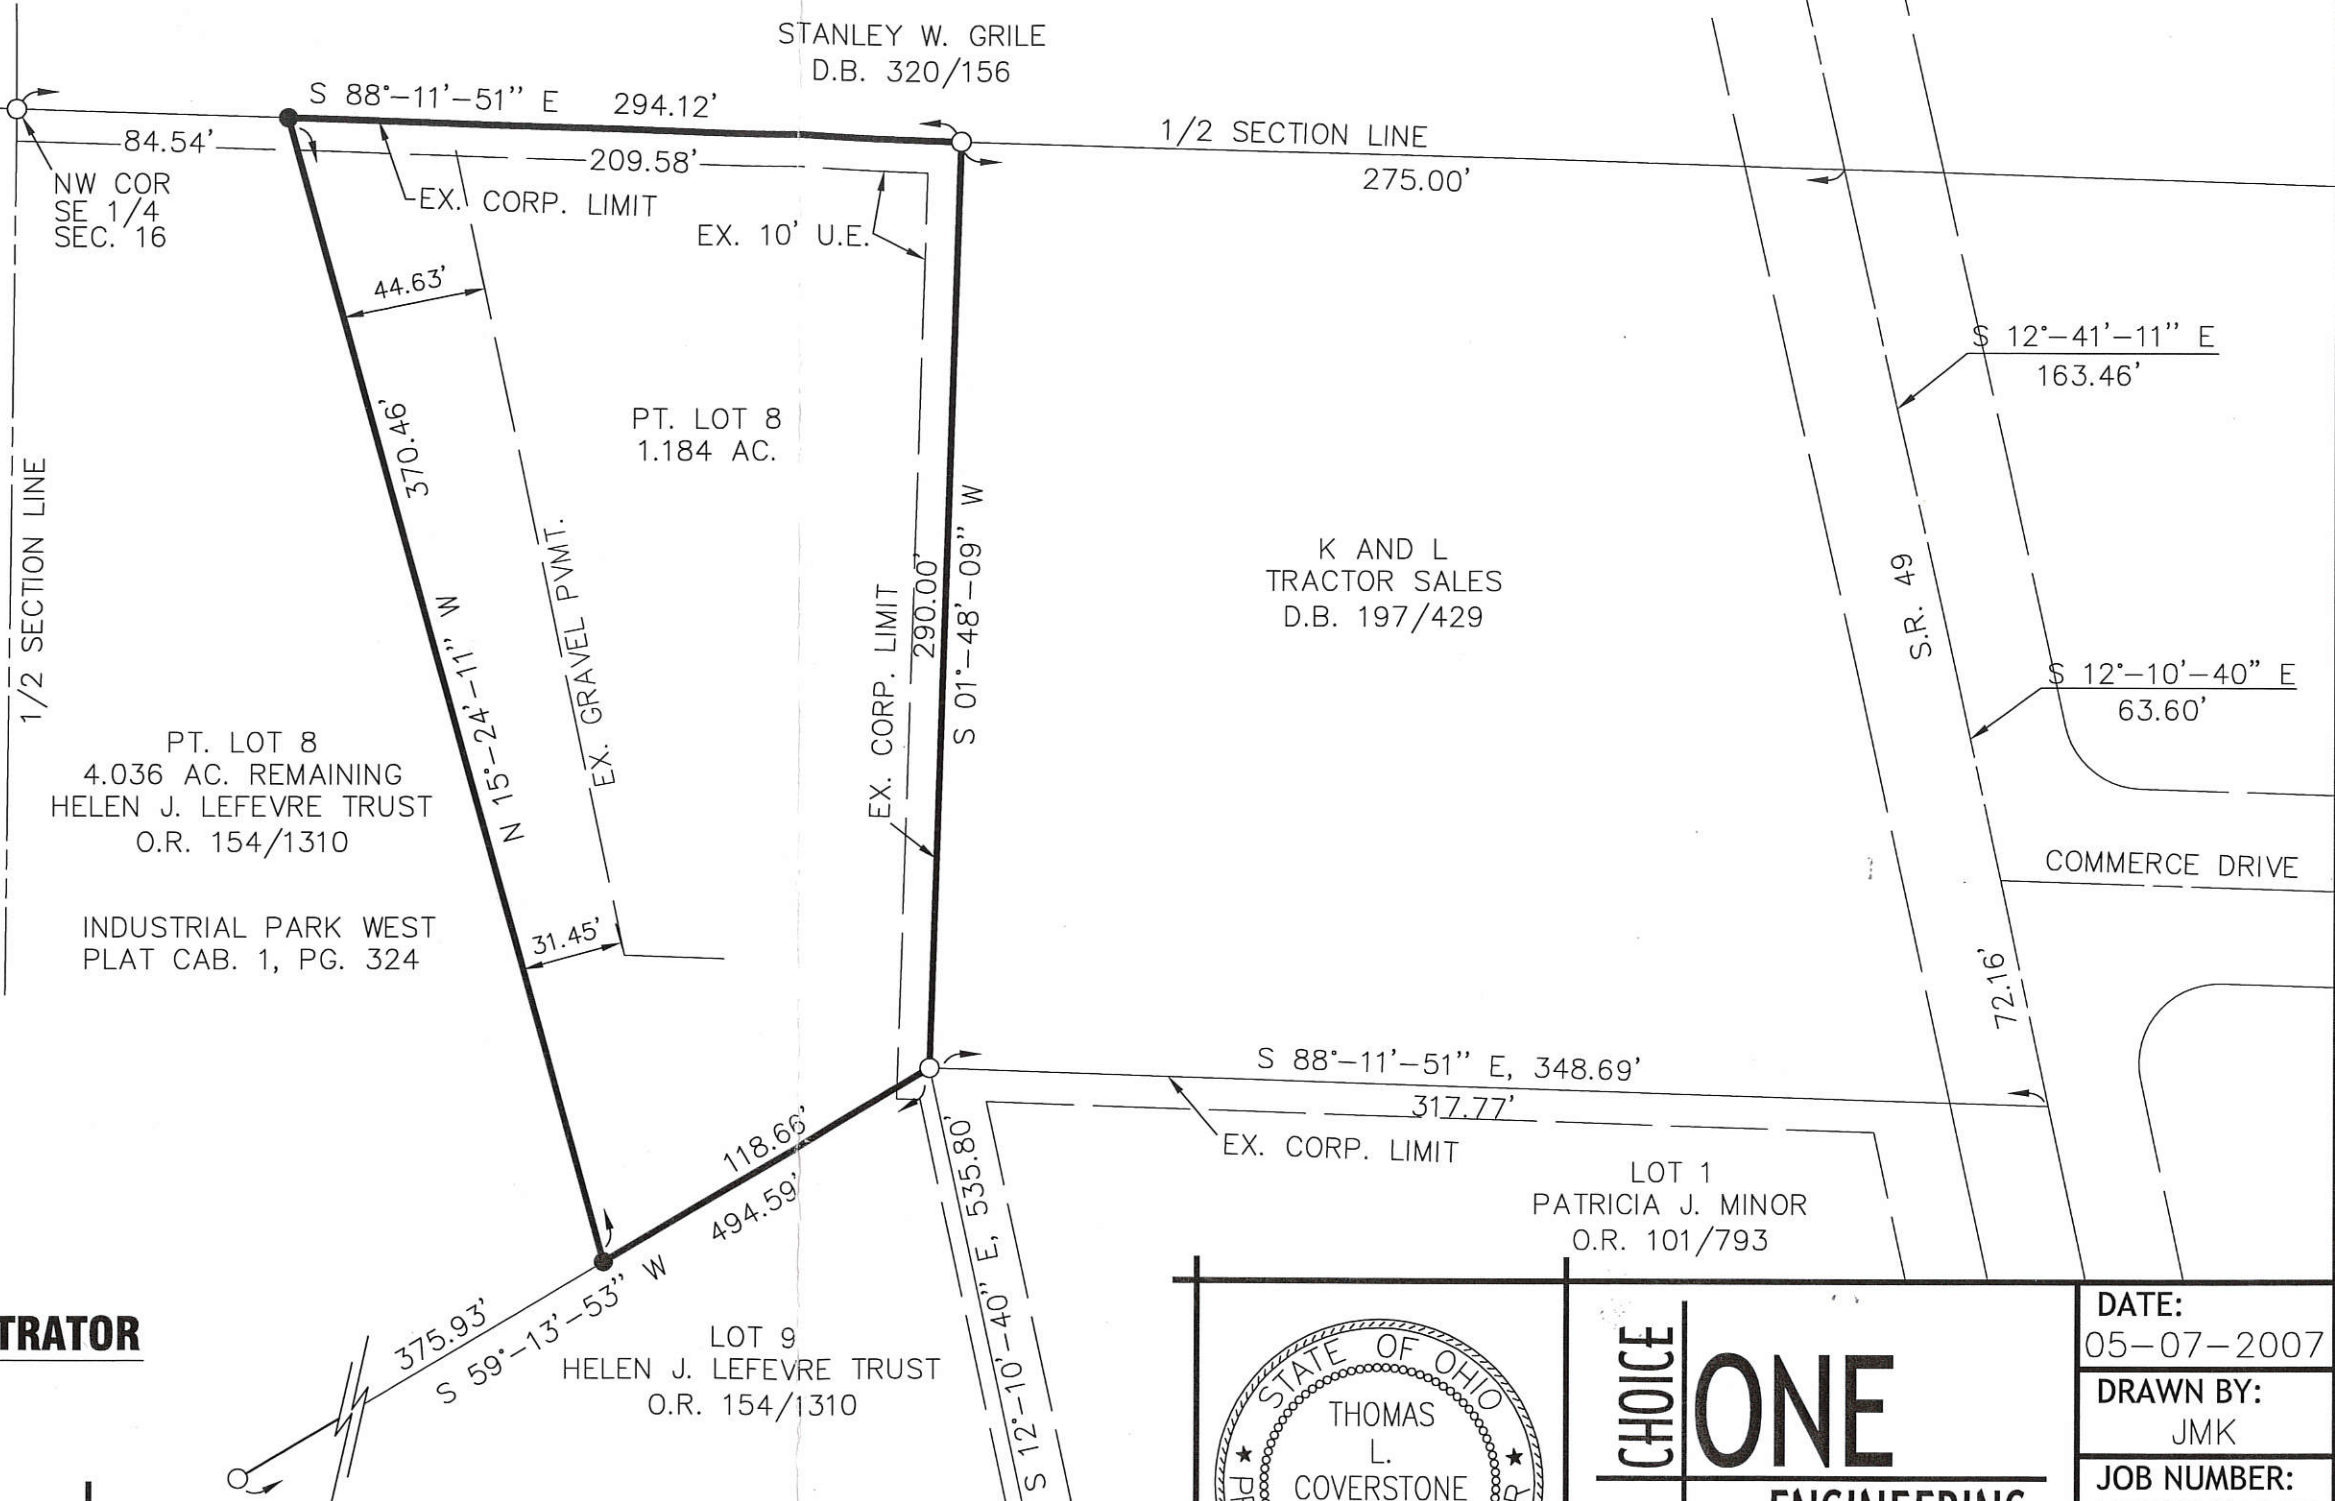 STANLEY W. GRILE
D.B. 320/156
S 88°-11'-51" E 294.12'
84.54'
209.58'
1/2 SECTION LINE
275.00'
NW COR
SE 1/4
SEC. 16
EX. CORP. LIMIT
EX. 10' U.E.
44.63'
S 12°-41'-11" E
163.46'
370.46'
PT. LOT 8
1.184 AC.
1/2 SECTION LINE
N 15°-24'-11" W
EX. GRAVEL PVMT.
EX. CORP. LIMIT
290.00'
S 01°-48'-09" W
K AND L
TRACTOR SALES
D.B. 197/429
S.R. 49
S 12°-10'-40" E
63.60'
PT. LOT 8
4.036 AC. REMAINING
HELEN J. LEFEVRE TRUST
O.R. 154/1310
COMMERCE DRIVE
INDUSTRIAL PARK WEST
PLAT CAB. 1, PG. 324
31.45'
72.16'
S 88°-11'-51" E, 348.69'
317.77'
EX. CORP. LIMIT
118.66'
494.59'
S 12°-10'-40" E, 535.80'
LOT 1
PATRICIA J. MINOR
O.R. 101/793
375.93'
S 59°-13'-53" W
LOT 9
HELEN J. LEFEVRE TRUST
O.R. 154/1310
TRATOR
STATE OF OHIO
THOMAS
L.
COVERSTONE
CHOICE
ONE
ENGINEERING
DATE:
05-07-2007
DRAWN BY:
JMK
JOB NUMBER: